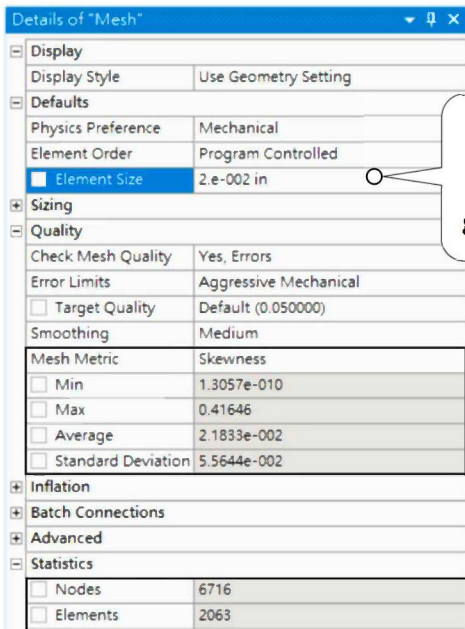 Details of "Mesh"
Display
Display Style Use Geometry Setting
Defaults
Physics Preference Mechanical
Element Order Program Controlled
Element Size 2.e-002 in
Sizing
Quality
Check Mesh Quality Yes, Errors
Error Limits Aggressive Mechanical
Target Quality Default (0.050000)
Smoothing Medium
Mesh Metric Skewness
Min 1.3057e-010
Max 0.41646
Average 2.1833e-002
Standard Deviation 5.5644e-002
Inflation
Batch Connections
Advanced
Statistics
Nodes 6716
Elements 2063